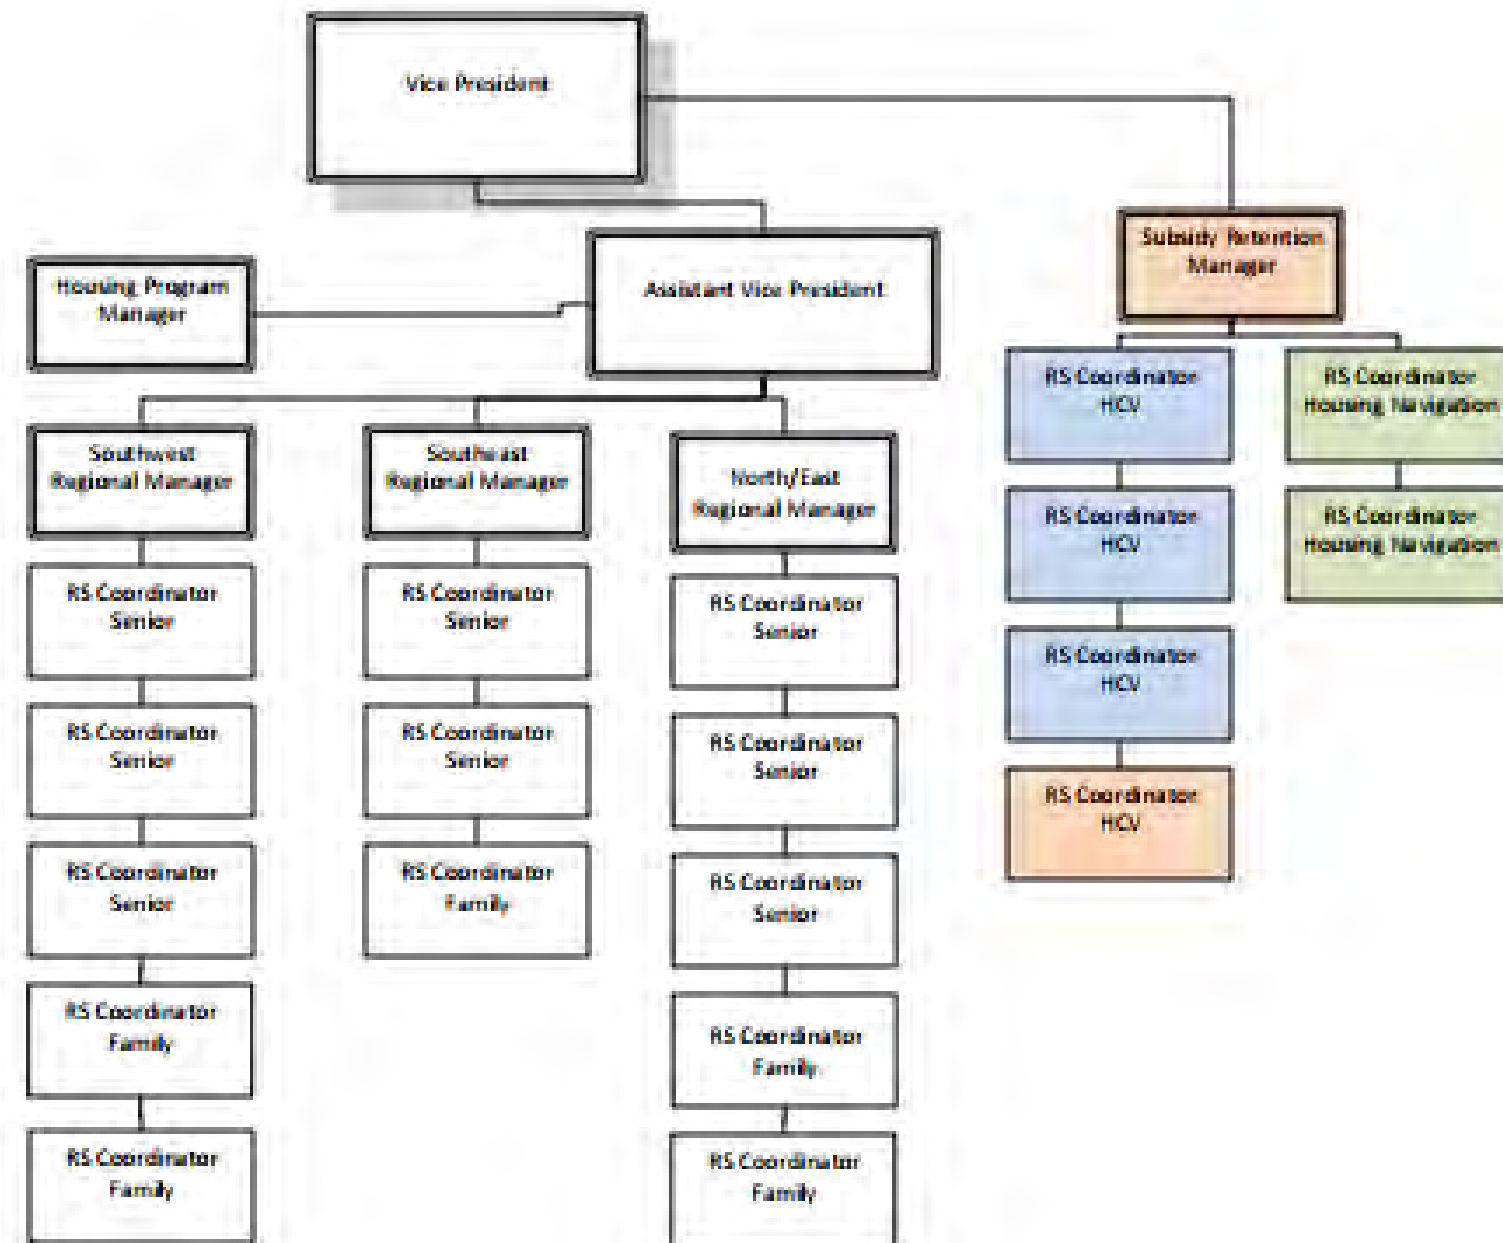 Vice President
Subsidy Retention
Manager
Housing Program
Manager
Assistant Vice President
RS Coordinator
HCV
RS Coordinator
Housing Navigation
Southwest
Regional Manager
Southeast
Regional Manager
North/East
Regional Manager
RS Coordinator
HCV
RS Coordinator
Housing Navigation
RS Coordinator
Senior
RS Coordinator
Senior
RS Coordinator
Senior
RS Coordinator
HCV
RS Coordinator
Senior
RS Coordinator
Senior
RS Coordinator
Senior
RS Coordinator
HCV
RS Coordinator
Senior
RS Coordinator
Family
RS Coordinator
Senior
RS Coordinator
Family
RS Coordinator
Family
RS Coordinator
Family
RS Coordinator
Family